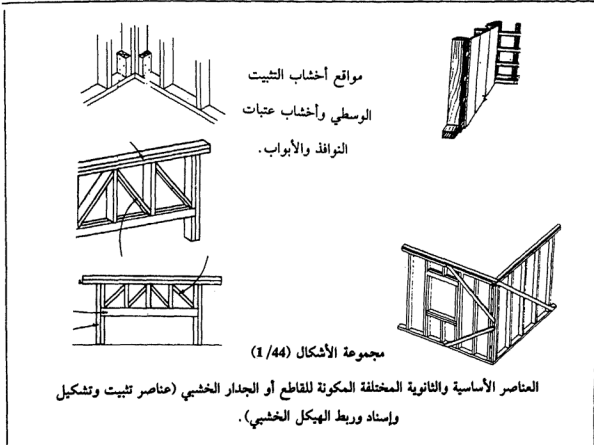 مواقع أخشاب التثبيت
الوسطي وأخشاب عتبات
النوافذ والأبواب.
مجموعة الأشكال (1/44)
العناصر الأساسية والثانوية المختلفة المكونة للقاطع أو الجدار الخشبي (عناصر تثبيت وتشكيل
وإسناد وربط الهيكل الخشبي).